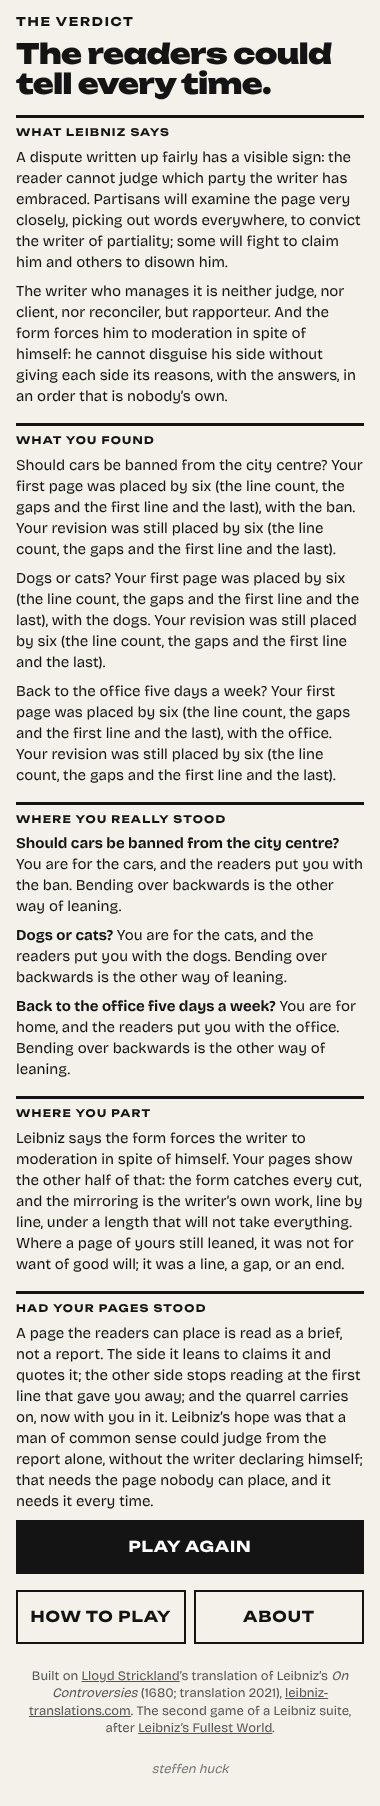 THE VERDICT
The readers could
tell every time.
WHAT LEIBNIZ SAYS
A dispute written up fairly has a visible sign: the
reader cannot judge which party the writer has
embraced. Partisans will examine the page very
closely, picking out words everywhere, to convict
the writer of partiality; some will fight to claim
him and others to disown him.
The writer who manages it is neither judge, nor
client, nor reconciler, but rapporteur. And the
form forces him to moderation in spite of
himself: he cannot disguise his side without
giving each side its reasons, with the answers, in
an order that is nobody's own.
WHAT YOU FOUND
Should cars be banned from the city centre? Your
first page was placed by six (the line count, the
gaps and the first line and the last), with the ban.
Your revision was still placed by six (the line
count, the gaps and the first line and the last).
Dogs or cats? Your first page was placed by six
(the line count, the gaps and the first line and the
last), with the dogs. Your revision was still placed
by six (the line count, the gaps and the first line
and the last).
Back to the office five days a week? Your first
page was placed by six (the line count, the gaps
and the first line and the last), with the office.
Your revision was still placed by six (the line
count, the gaps and the first line and the last).
WHERE YOU REALLY STOOD
Should cars be banned from the city centre?
You are for the cars, and the readers put you with
the ban. Bending over backwards is the other
way of leaning.
Dogs or cats? You are for the cats, and the
readers put you with the dogs. Bending over
backwards is the other way of leaning.
Back to the office five days a week? You are for
home, and the readers put you with the office.
Bending over backwards is the other way of
leaning.
WHERE YOU PART
Leibniz says the form forces the writer to
moderation in spite of himself. Your pages show
the other half of that: the form catches every cut,
and the mirroring is the writer's own work, line by
line, under a length that will not take everything.
Where a page of yours still leaned, it was not for
want of good will; it was a line, a gap, or an end.
HAD YOUR PAGES STOOD
A page the readers can place is read as a brief,
not a report. The side it leans to claims it and
quotes it; the other side stops reading at the first
line that gave you away; and the quarrel carries
on, now with you in it. Leibniz's hope was that a
man of common sense could judge from the
report alone, without the writer declaring himself;
that needs the page nobody can place, and it
needs it every time.
PLAY AGAIN
HOW TO PLAY
ABOUT
Built on Lloyd Strickland's translation of Leibniz's On
Controversies (1680; translation 2021), leibniz-
translations.com. The second game of a Leibniz suite,
after Leibniz's Fullest World.
steffen huck